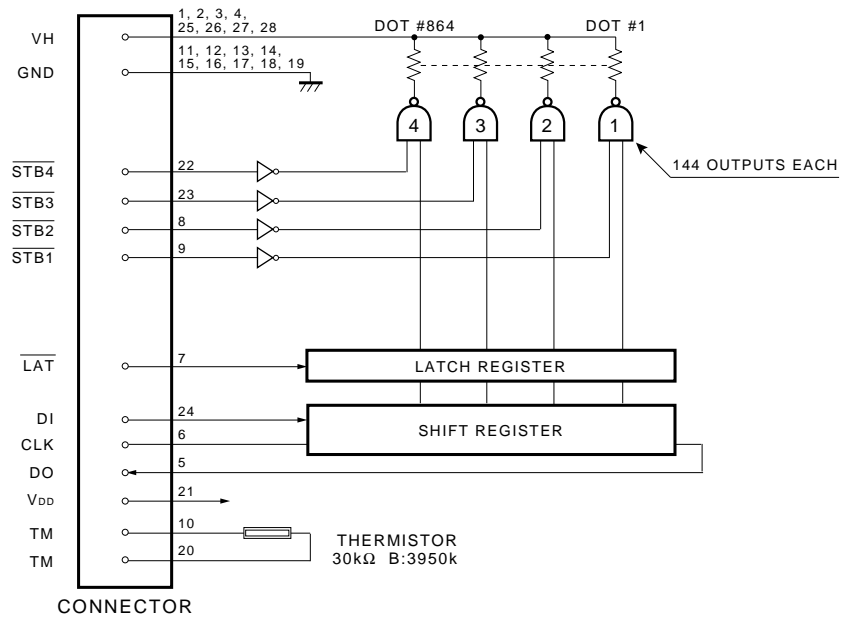 1, 2, 3, 4,
25, 26, 27, 28
DOT #864
DOT #1
VH
11, 12, 13, 14,
15, 16, 17, 18, 19
GND
4
3
2
1
144 OUTPUTS EACH
STB4
22
STB3
23
STB2
8
STB1
9
LAT
7
LATCH REGISTER
DI
24
CLK
6
SHIFT REGISTER
DO
5
VDD
21
TM
10
THERMISTOR
30kΩ B:3950k
TM
20
CONNECTOR